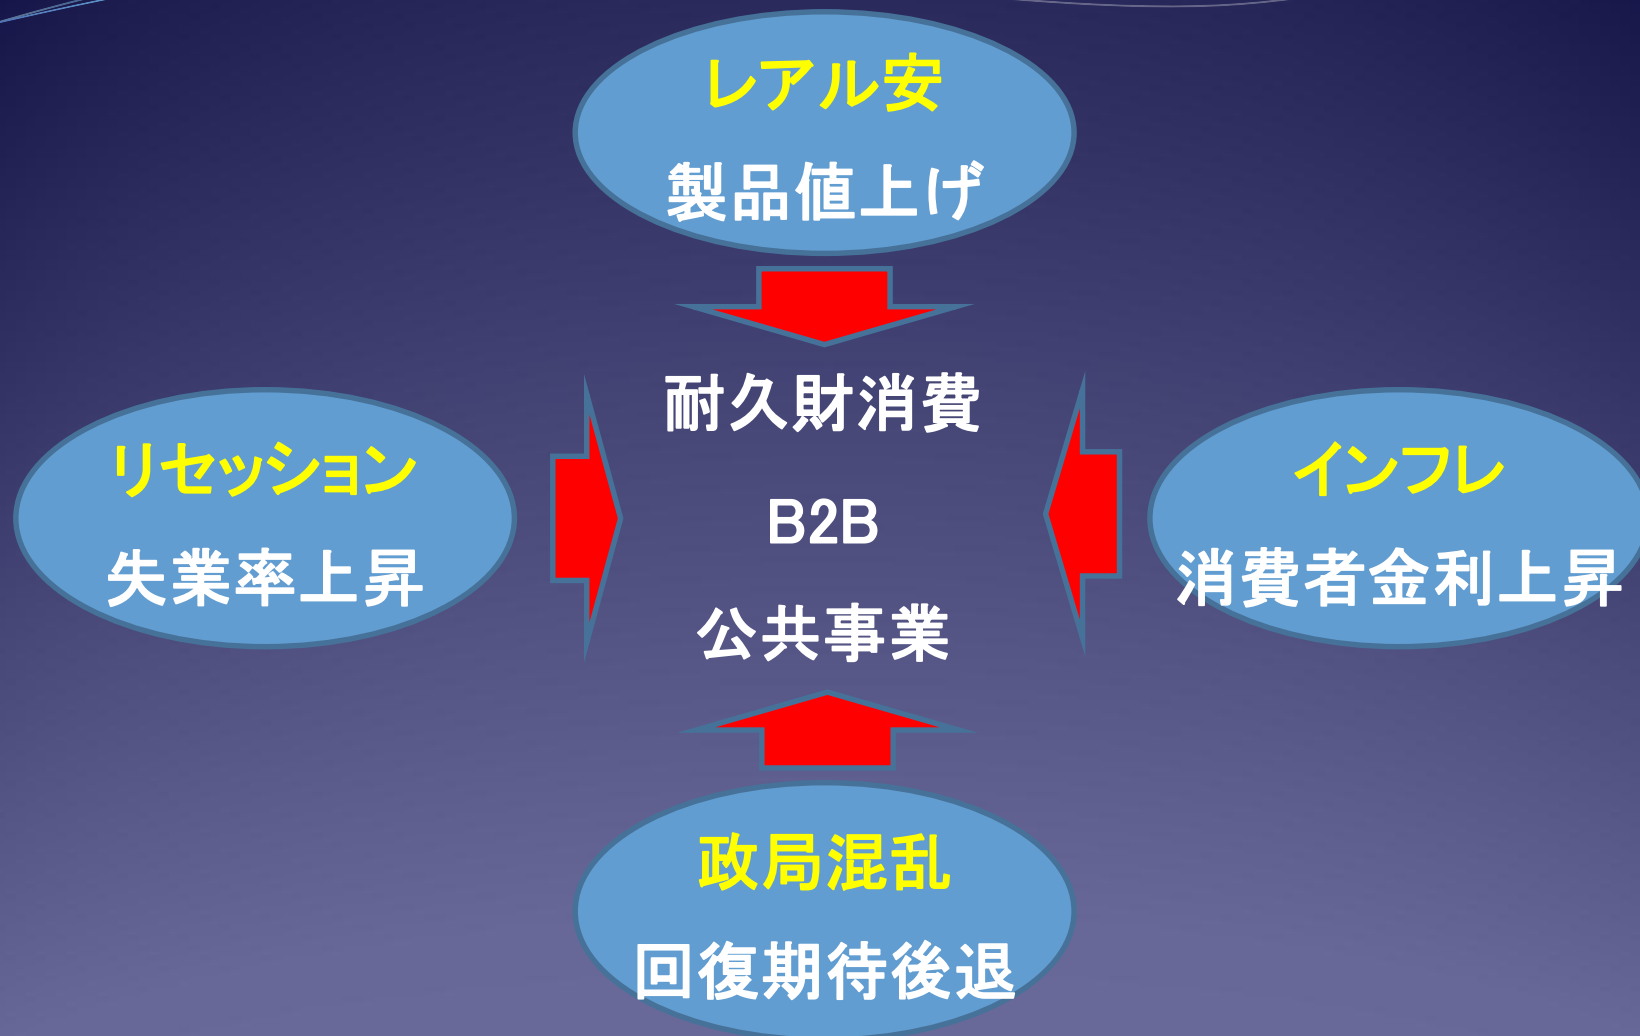 レアル安
製品値上げ
耐久財消費
B2B
公共事業
リセッション
失業率上昇
インフレ
消費者金利上昇
政局混乱
回復期待後退